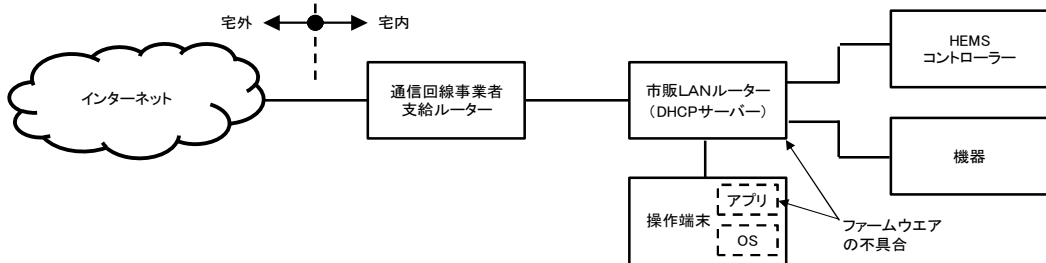 宅外
宅内
インターネット
通信回線事業者
支給ルーター
市販LANルーター
（DHCPサーバー）
HEMS
コントローラー
機器
操作端末
アプリ
OS
ファームウエア
の不具合